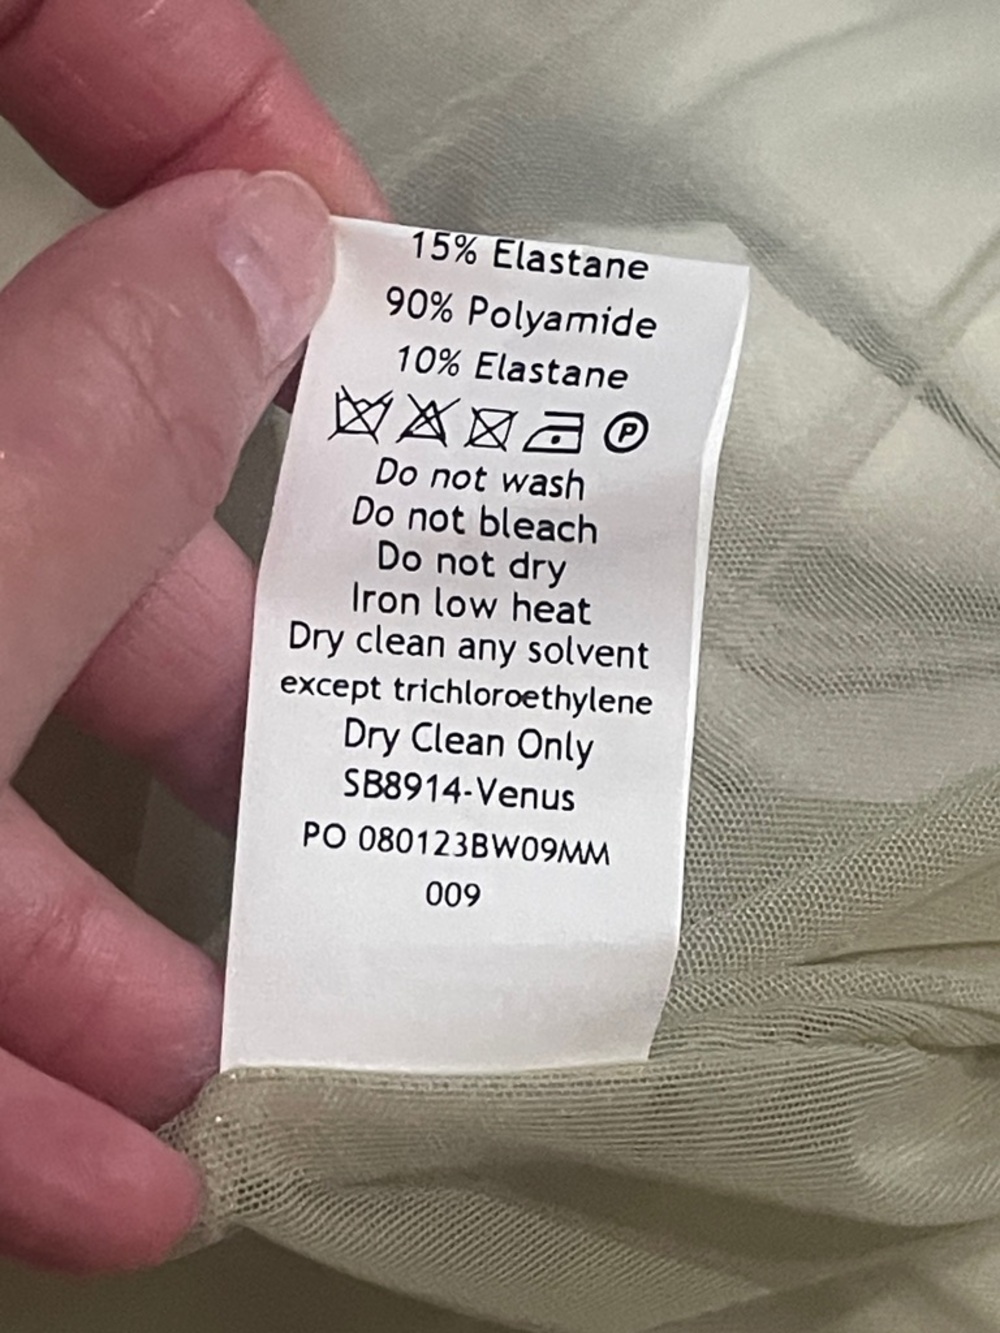 15% Elastane
90% Polyamide
10% Elastane
P
Do not wash
Do not bleach
Do not dry
Iron low heat
Dry clean any solvent
except trichloroethylene
Dry Clean Only
SB8914-Venus
PO 080123BW09MM
009